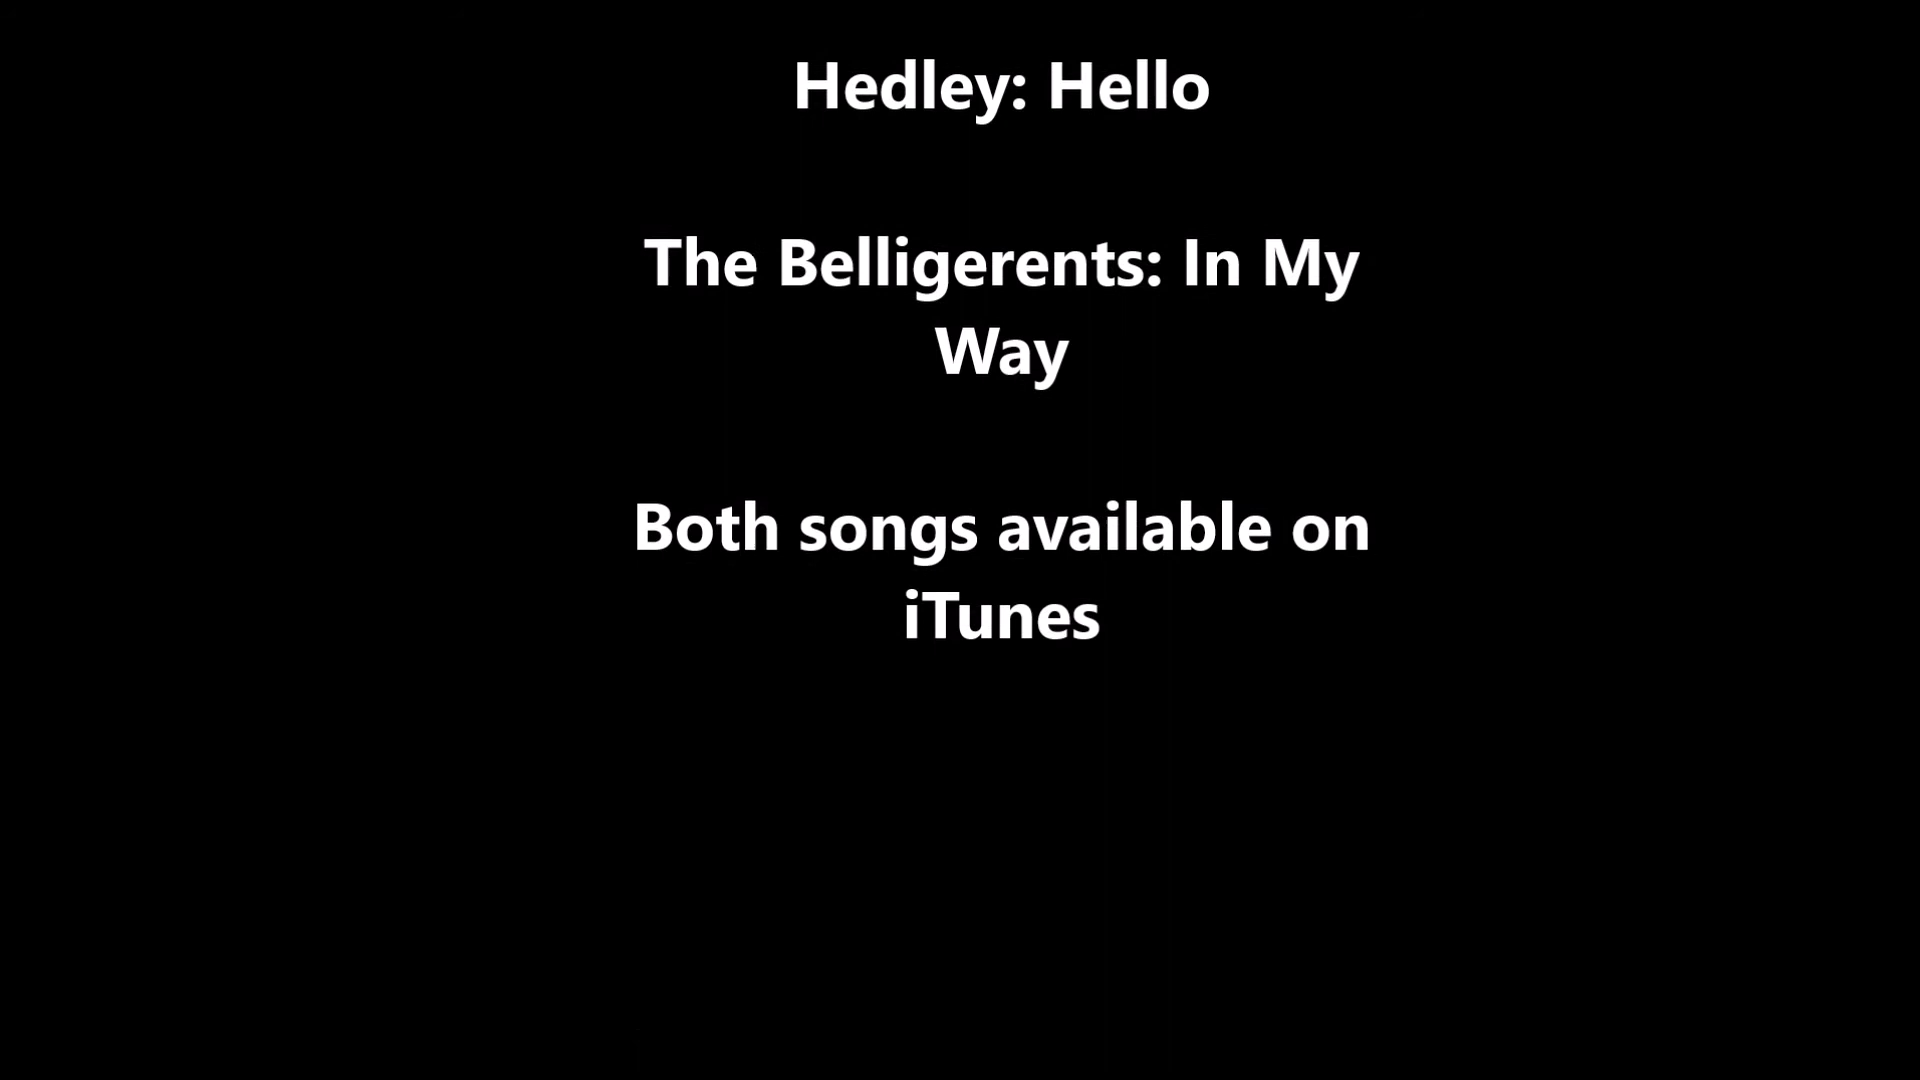 Hedley: Hello
The Belligerents: In My
Way
Both songs available on
iTunes